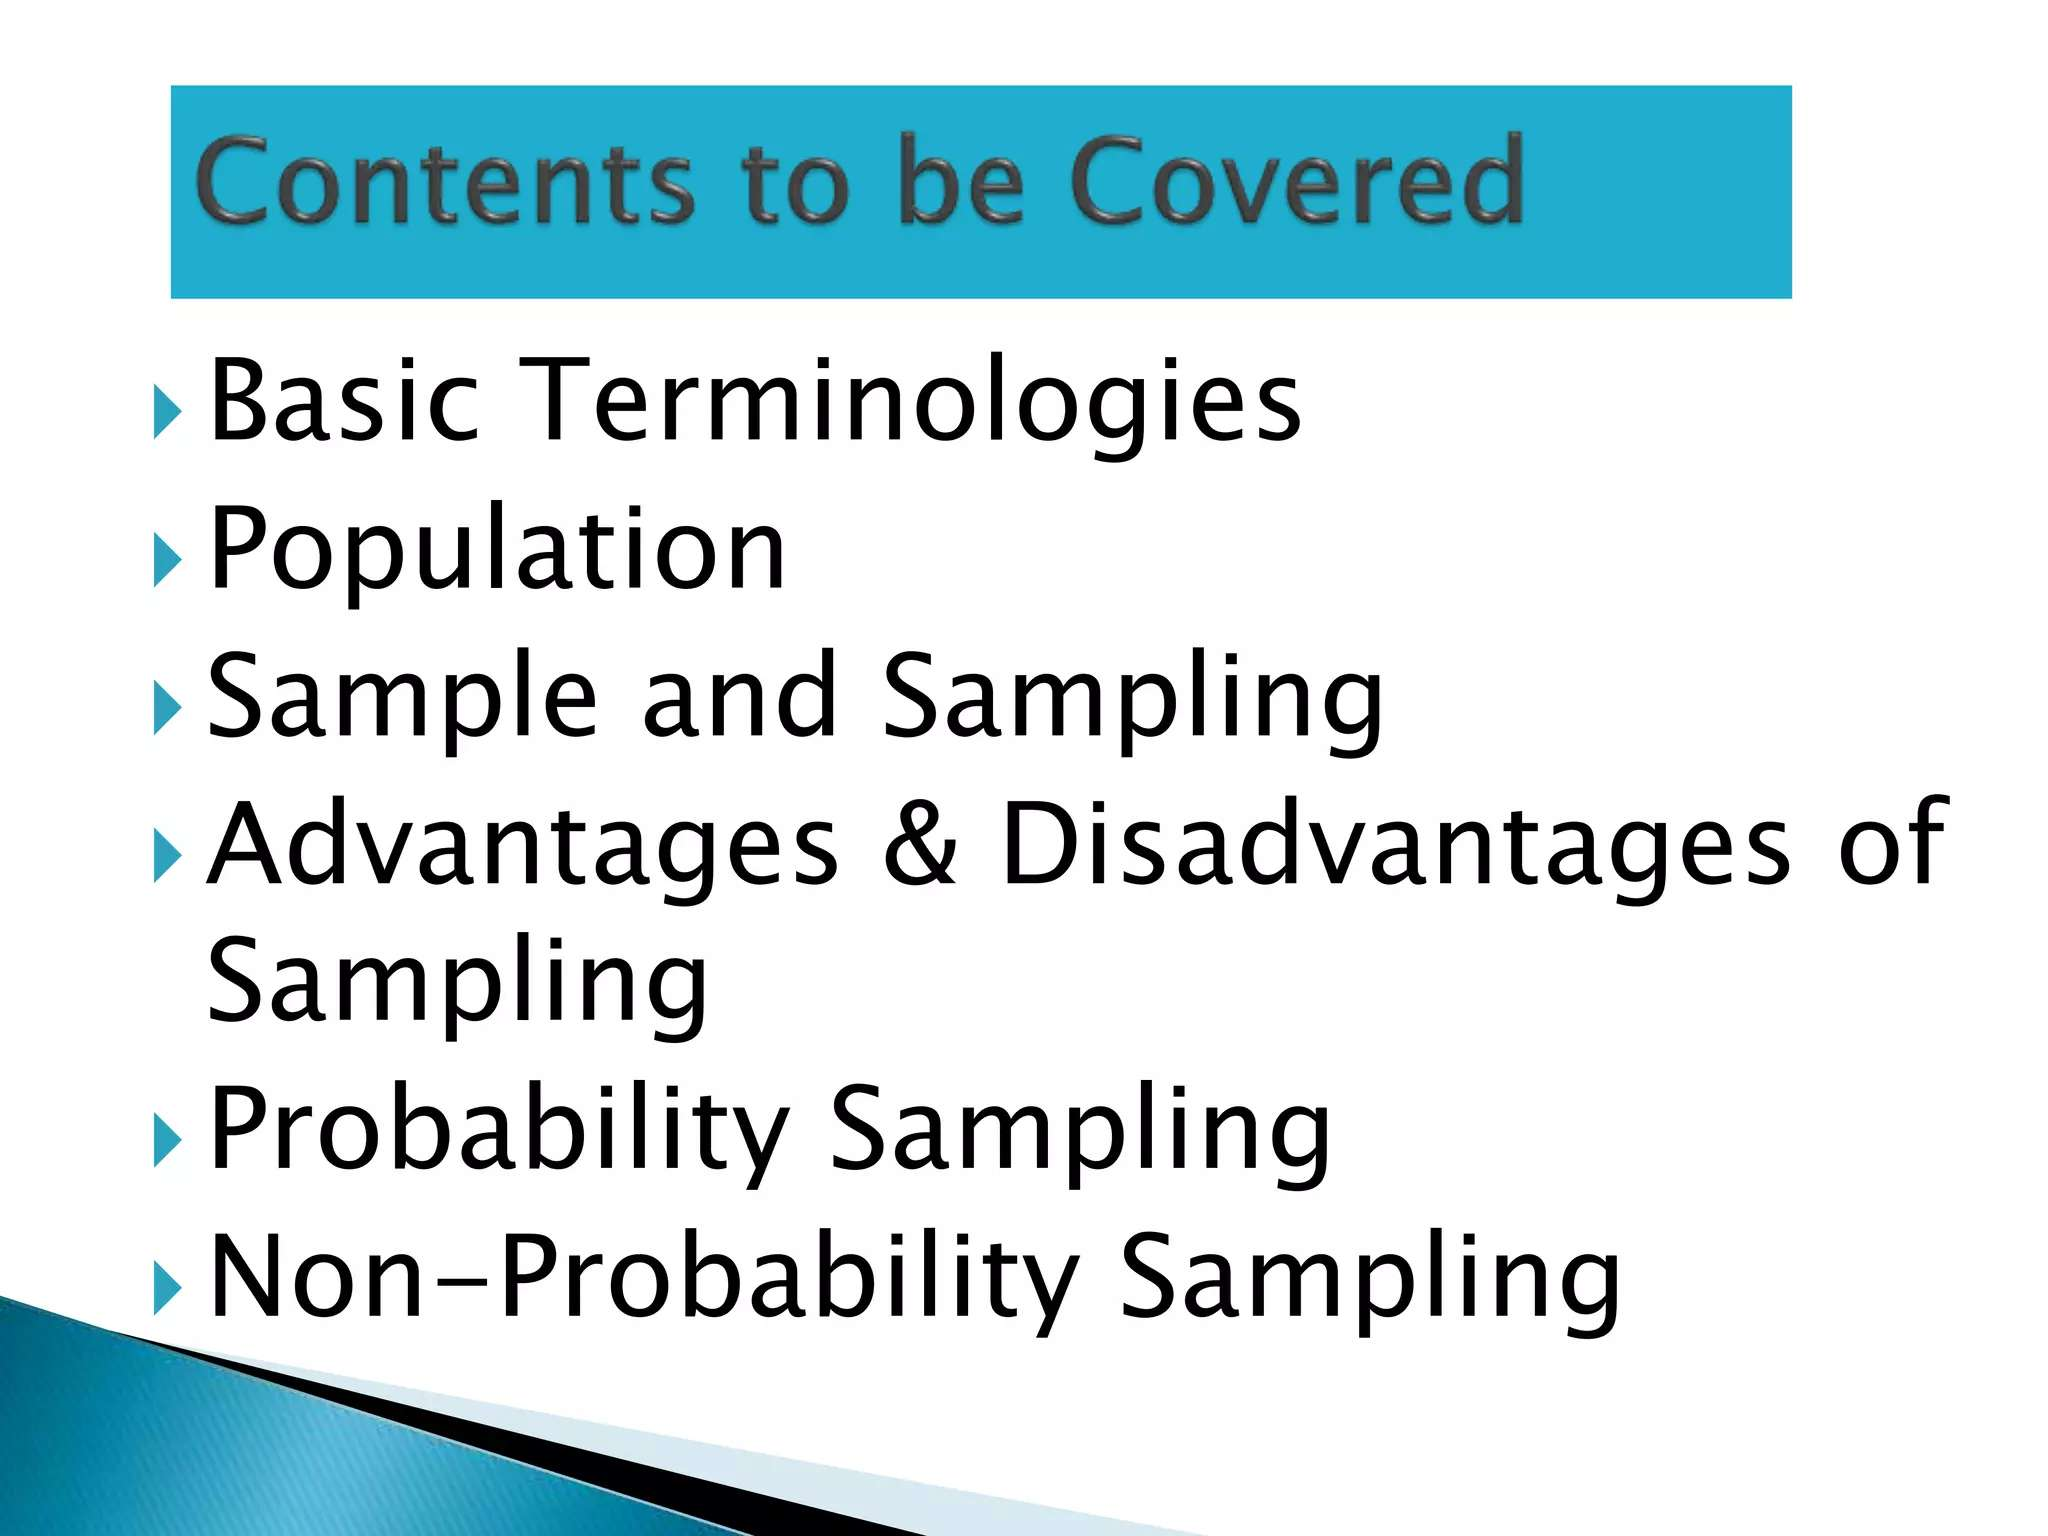 Contents to be Covered
Basic Terminologies
Population
Sample and Sampling
Advantages & Disadvantages of
Sampling
Probability Sampling
Non-Probability Sampling